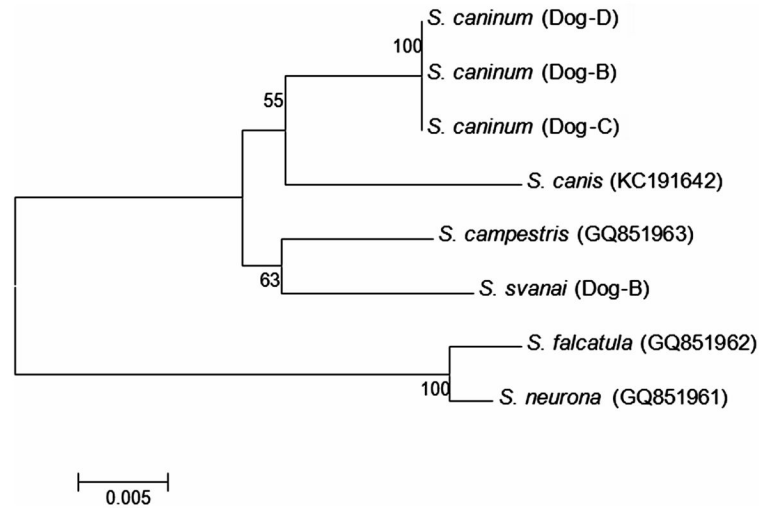 S. caninum (Dog-D)
100
S. caninum (Dog-B)
55
S. caninum (Dog-C)
S. canis (KC191642)
S. campestris (GQ851963)
63
S. svanai (Dog-B)
S. falcatula (GQ851962)
100
S. neurona (GQ851961)
0.005